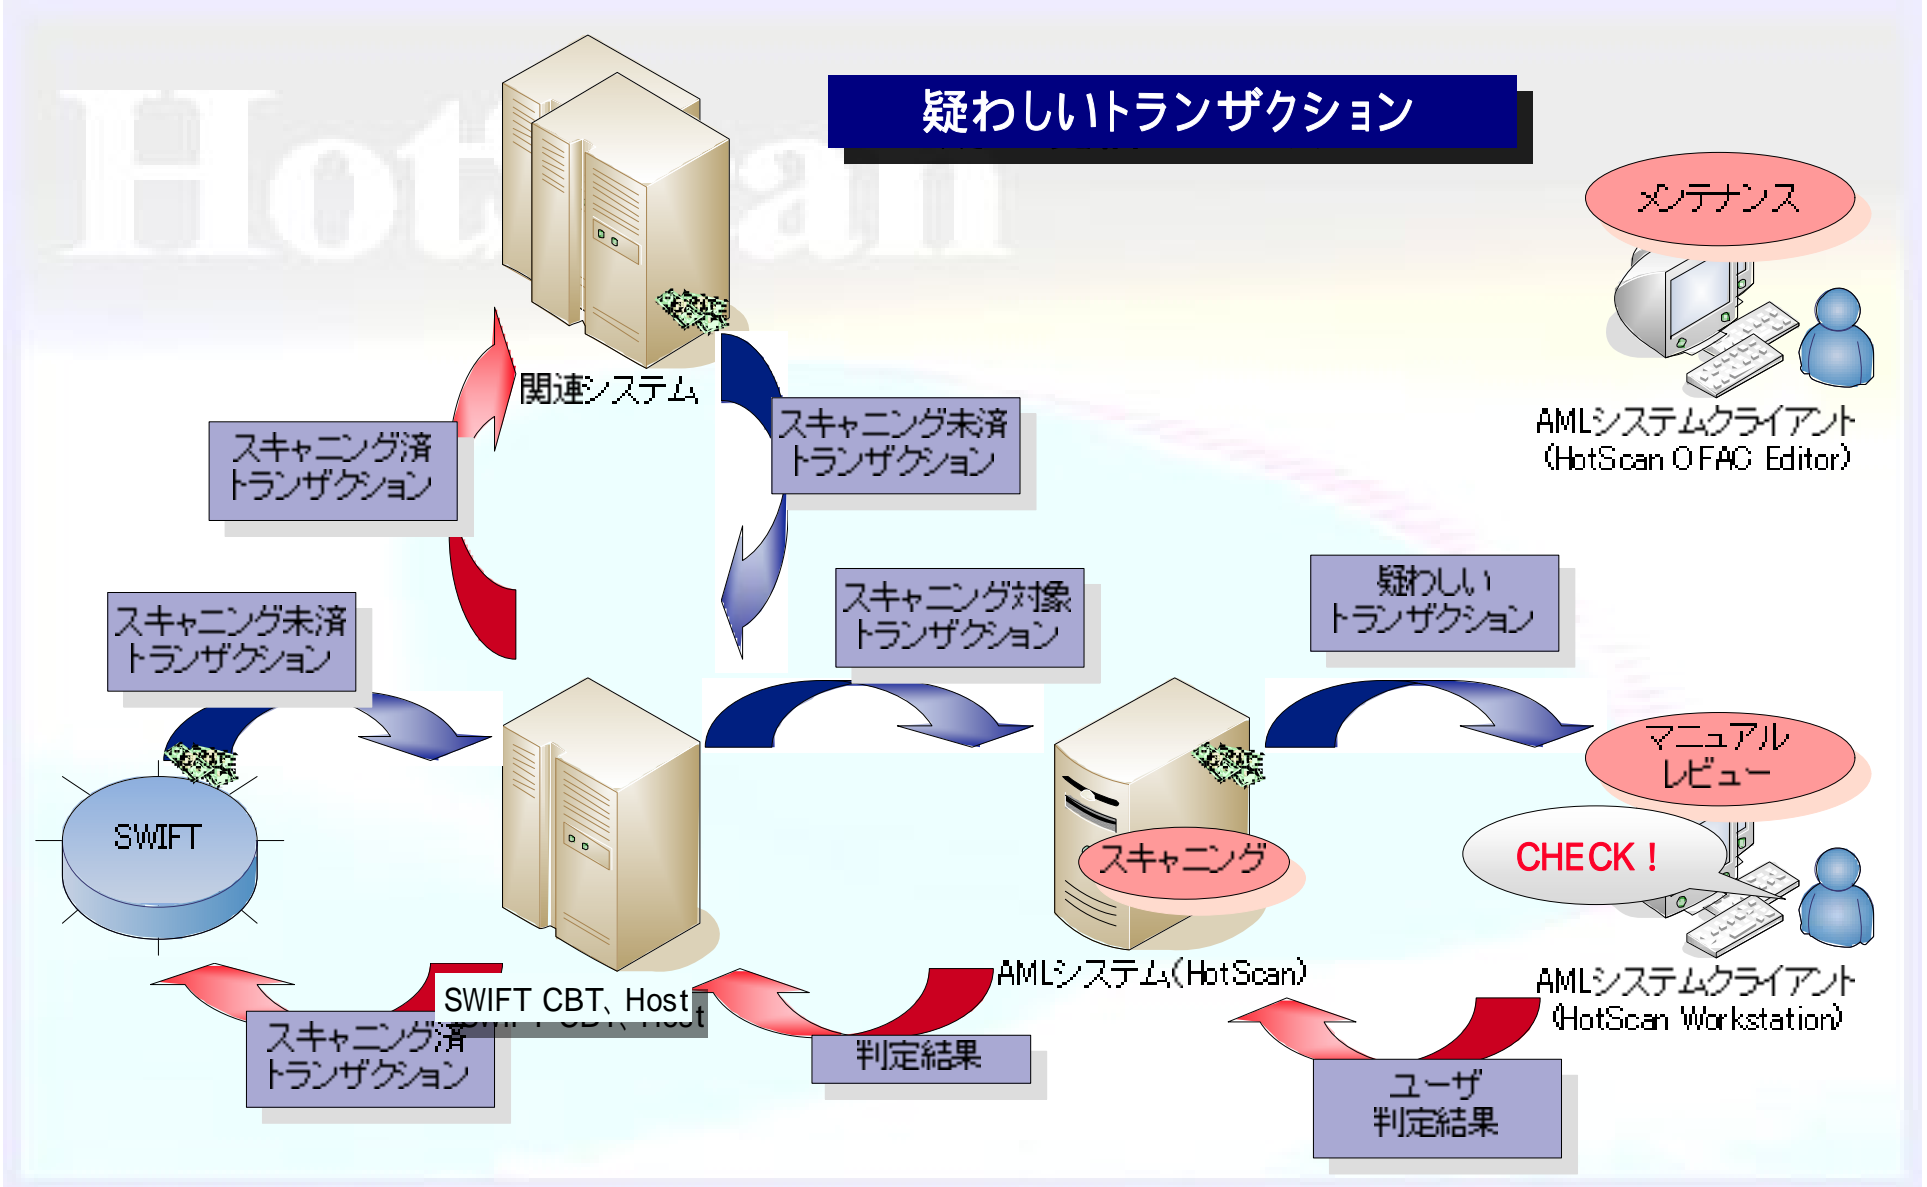 HotScan
疑わしいトランザクション
メンテナンス
関連システム
AMLシステムクライアント
(HotScan OFAC Editor)
スキャニング済
トランザクション
スキャニング未済
トランザクション
スキャニング未済
トランザクション
スキャニング対象
トランザクション
疑わしい
トランザクション
マニュアル
レビュー
SWIFT
スキャニング
CHECK！
AMLシステム(HotScan)
AMLシステムクライアント
(HotScan Workstation)
SWIFT CBT、Host
スキャニング済
トランザクション
判定結果
ユーザ
判定結果